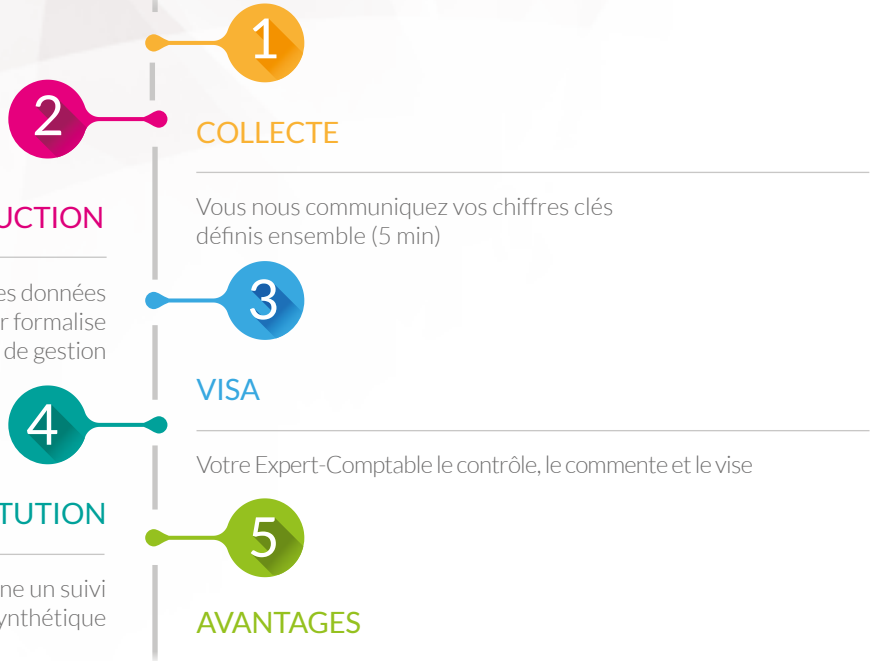 1
COLLECTE
Vous nous communiquez vos chiffres clés
définis ensemble (5 min)
2
UCTION
es données
r formalise
de gestion
3
VISA
Votre Expert-Comptable le contrôle, le commente et le vise
4
TUTION
ne un suivi
ynthétique
5
AVANTAGES